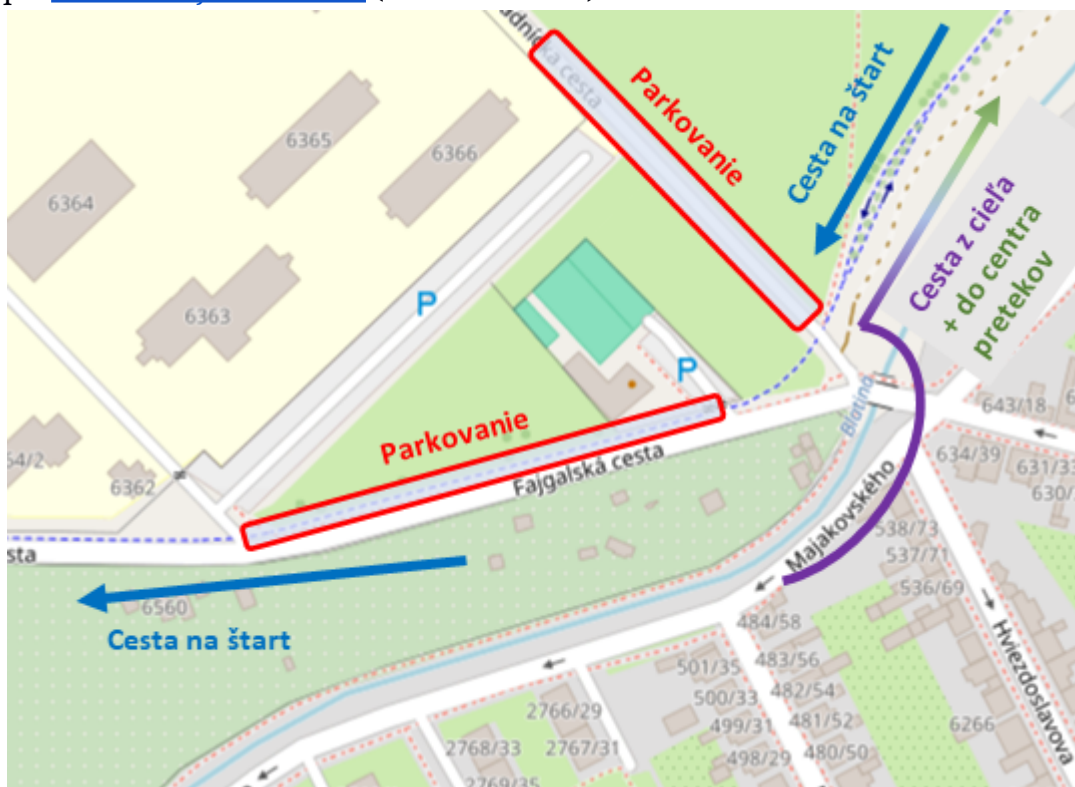 Parkovanie
Cesta na štart
6365
6366
6364
Cesta z cieľa
+ do centra
pretekov
6363
P
P
Parkovanie
Fajgalská cesta
Blatina
643/18
634/39
631/33
6362
Majakovského
538/73
537/71
536/69
6560
Cesta na štart
484/58
501/35
483/56
500/33
482/54
Hviezdoslavova
2766/29
499/31
481/52
6266
2768/33
2767/31
498/29
480/50
2769/35